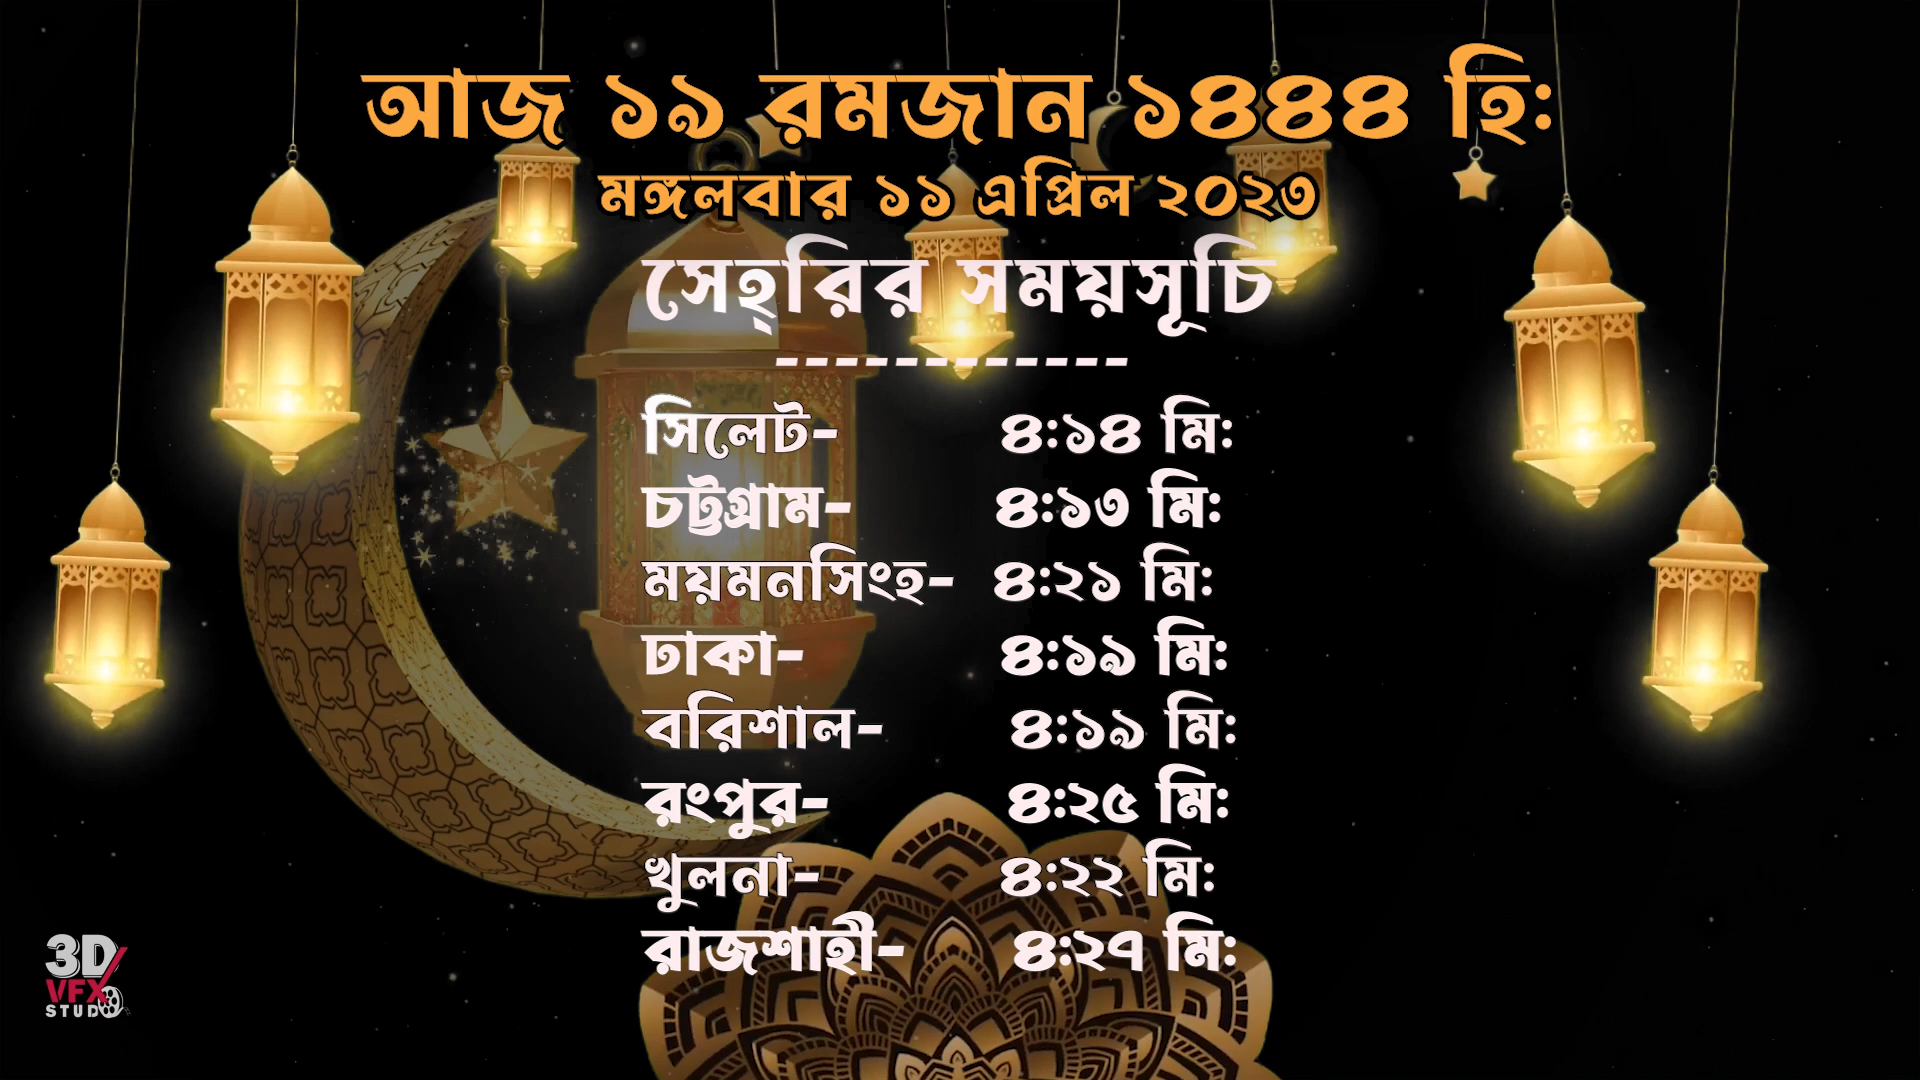 আজ ১৯ রমজান ১৪৪৪ হি:
মঙ্গলবার ১১ এপ্রিল ২০২৩
সেহ্‌রির সময়সূচি
------------
সিলেট- ৪:১৪ মি:
চট্টগ্রাম- ৪:১৩ মি:
ময়মনসিংহ- ৪:২১ মি:
ঢাকা- ৪:১৯ মি:
বরিশাল- ৪:১৯ মি:
রংপুর- ৪:২৫ মি:
খুলনা- ৪:২২ মি:
রাজশাহী- ৪:২৭ মি:
3D
VFX
STUDIO